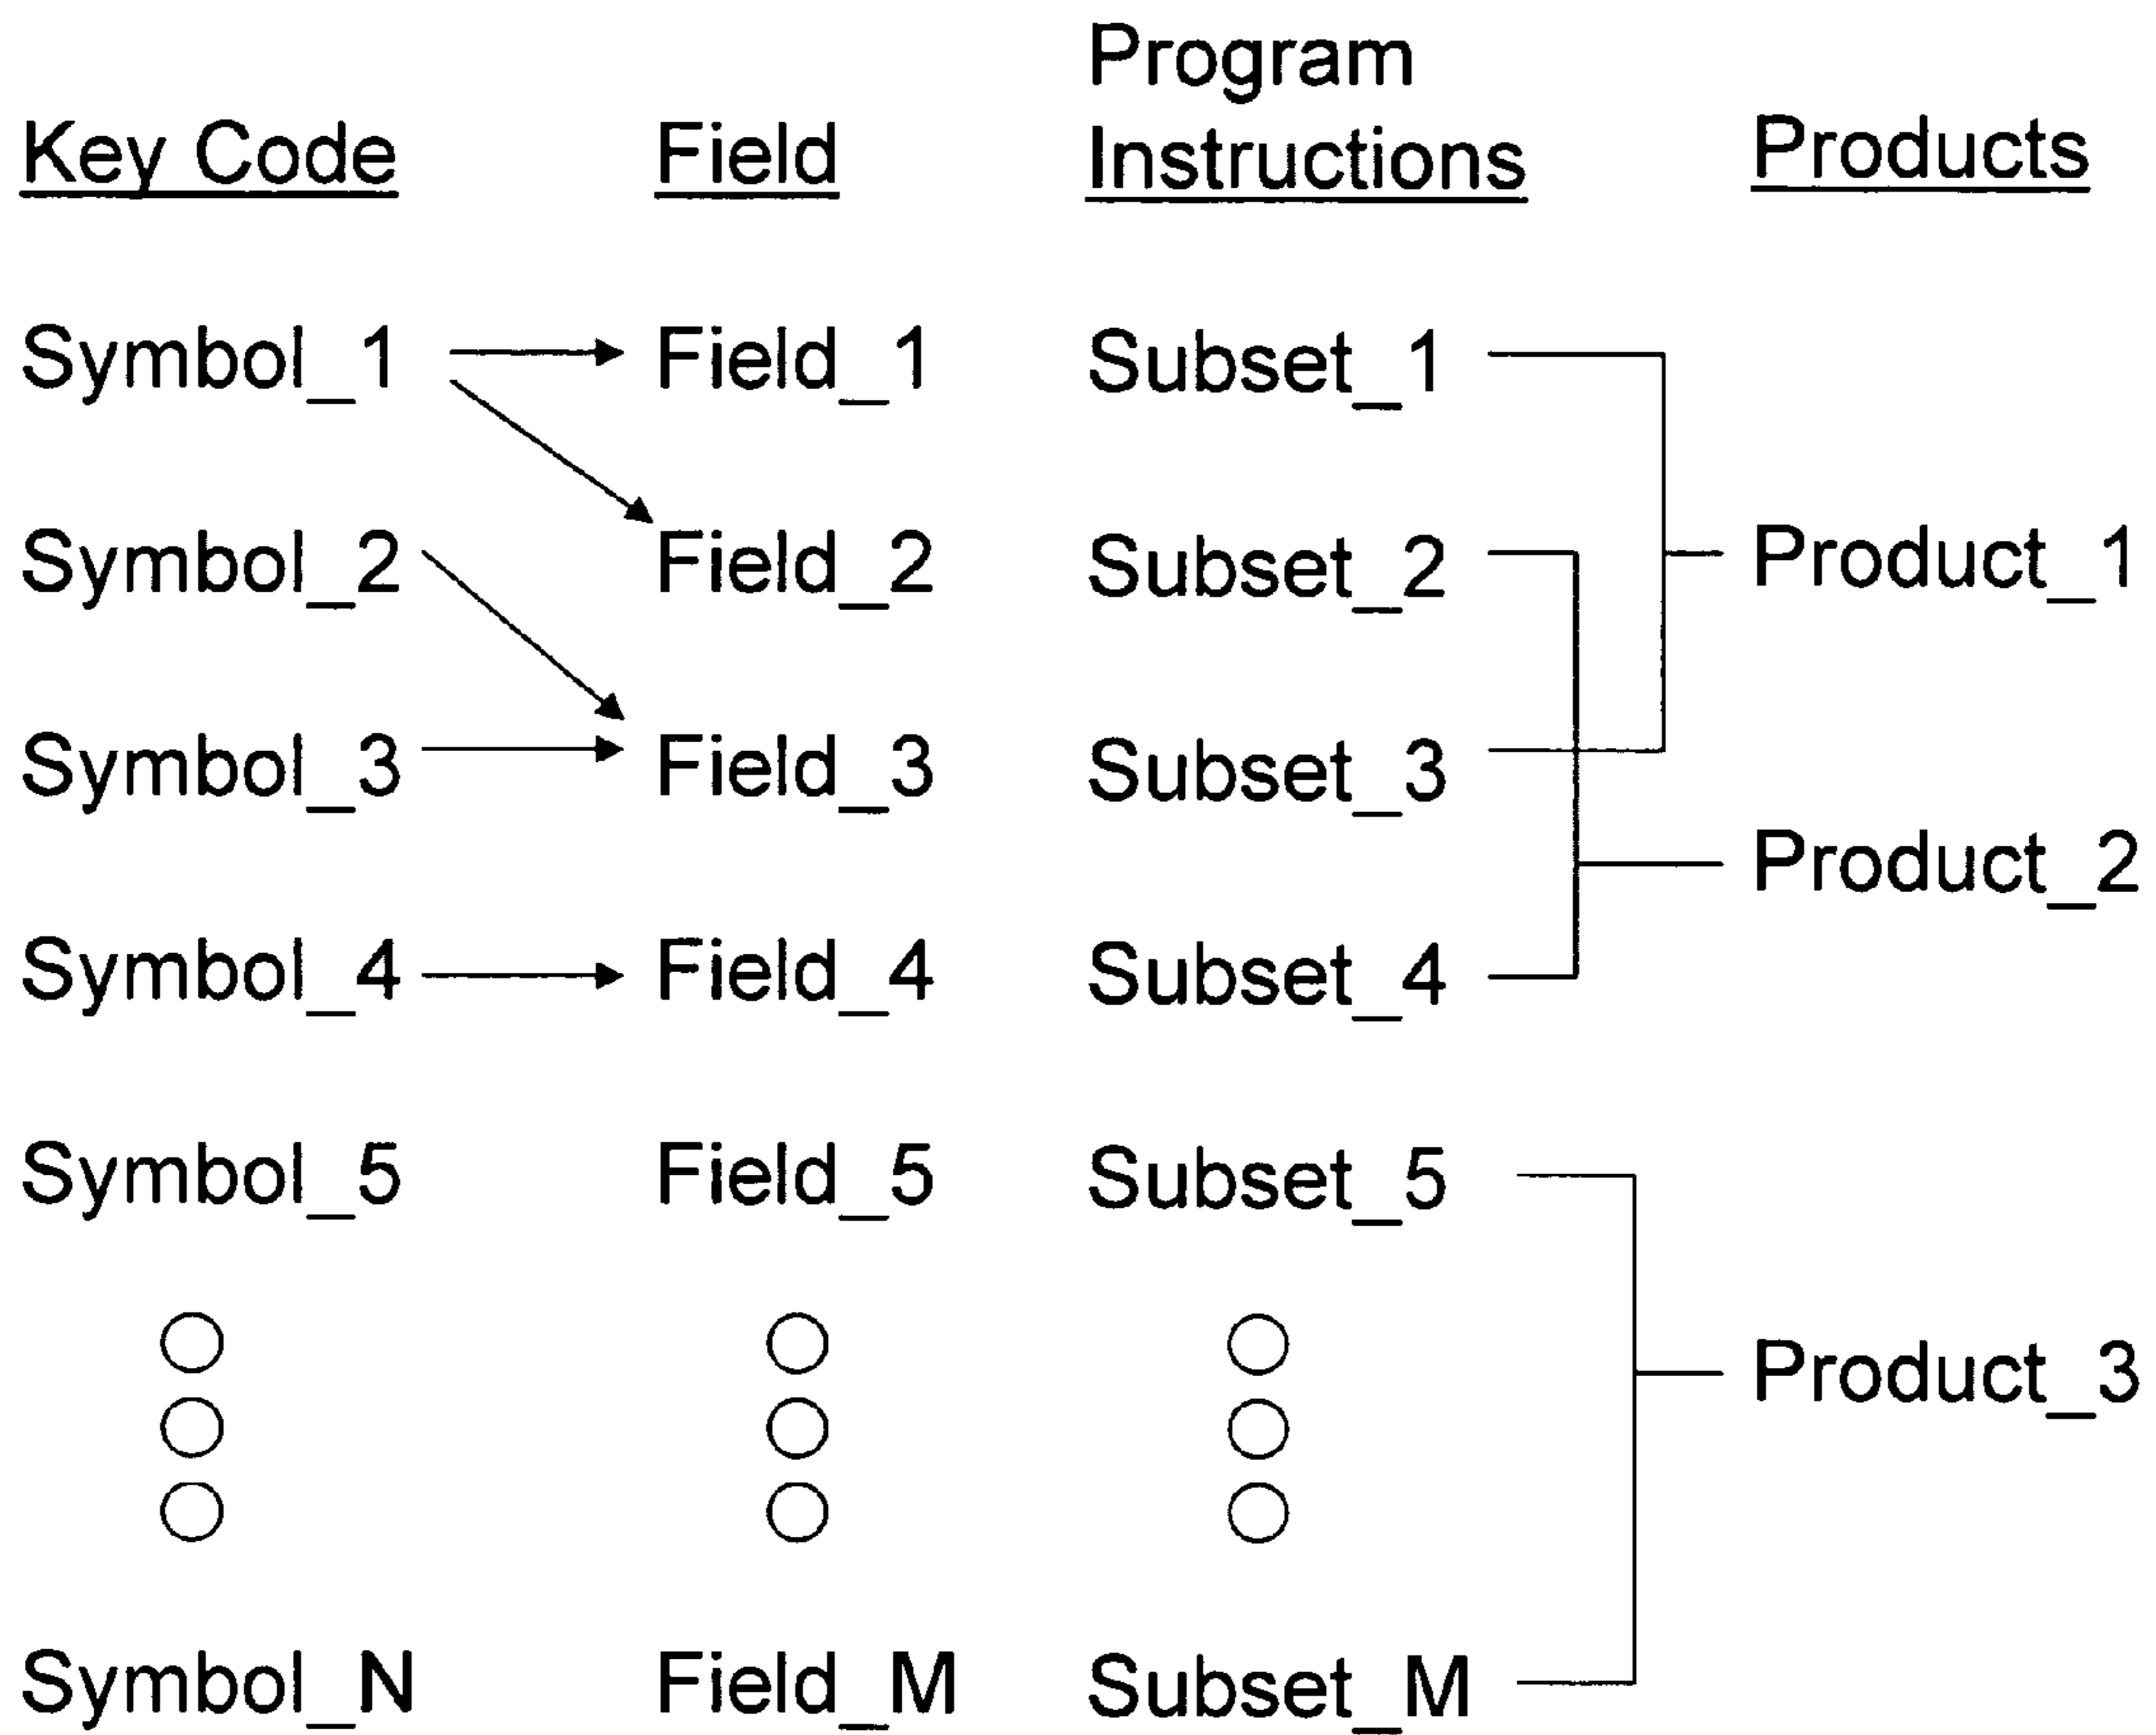 Program
Key Code Field Instructions Products
Symbol_1 Field_1 Subset_1
Symbol_2 Field_2 Subset_2 Product_1
Symbol_3 Field_3 Subset_3
Product_2
Symbol_4 Field_4 Subset_4
Symbol_5 Field_5 Subset_5
Product_3
Symbol_N Field_M Subset_M